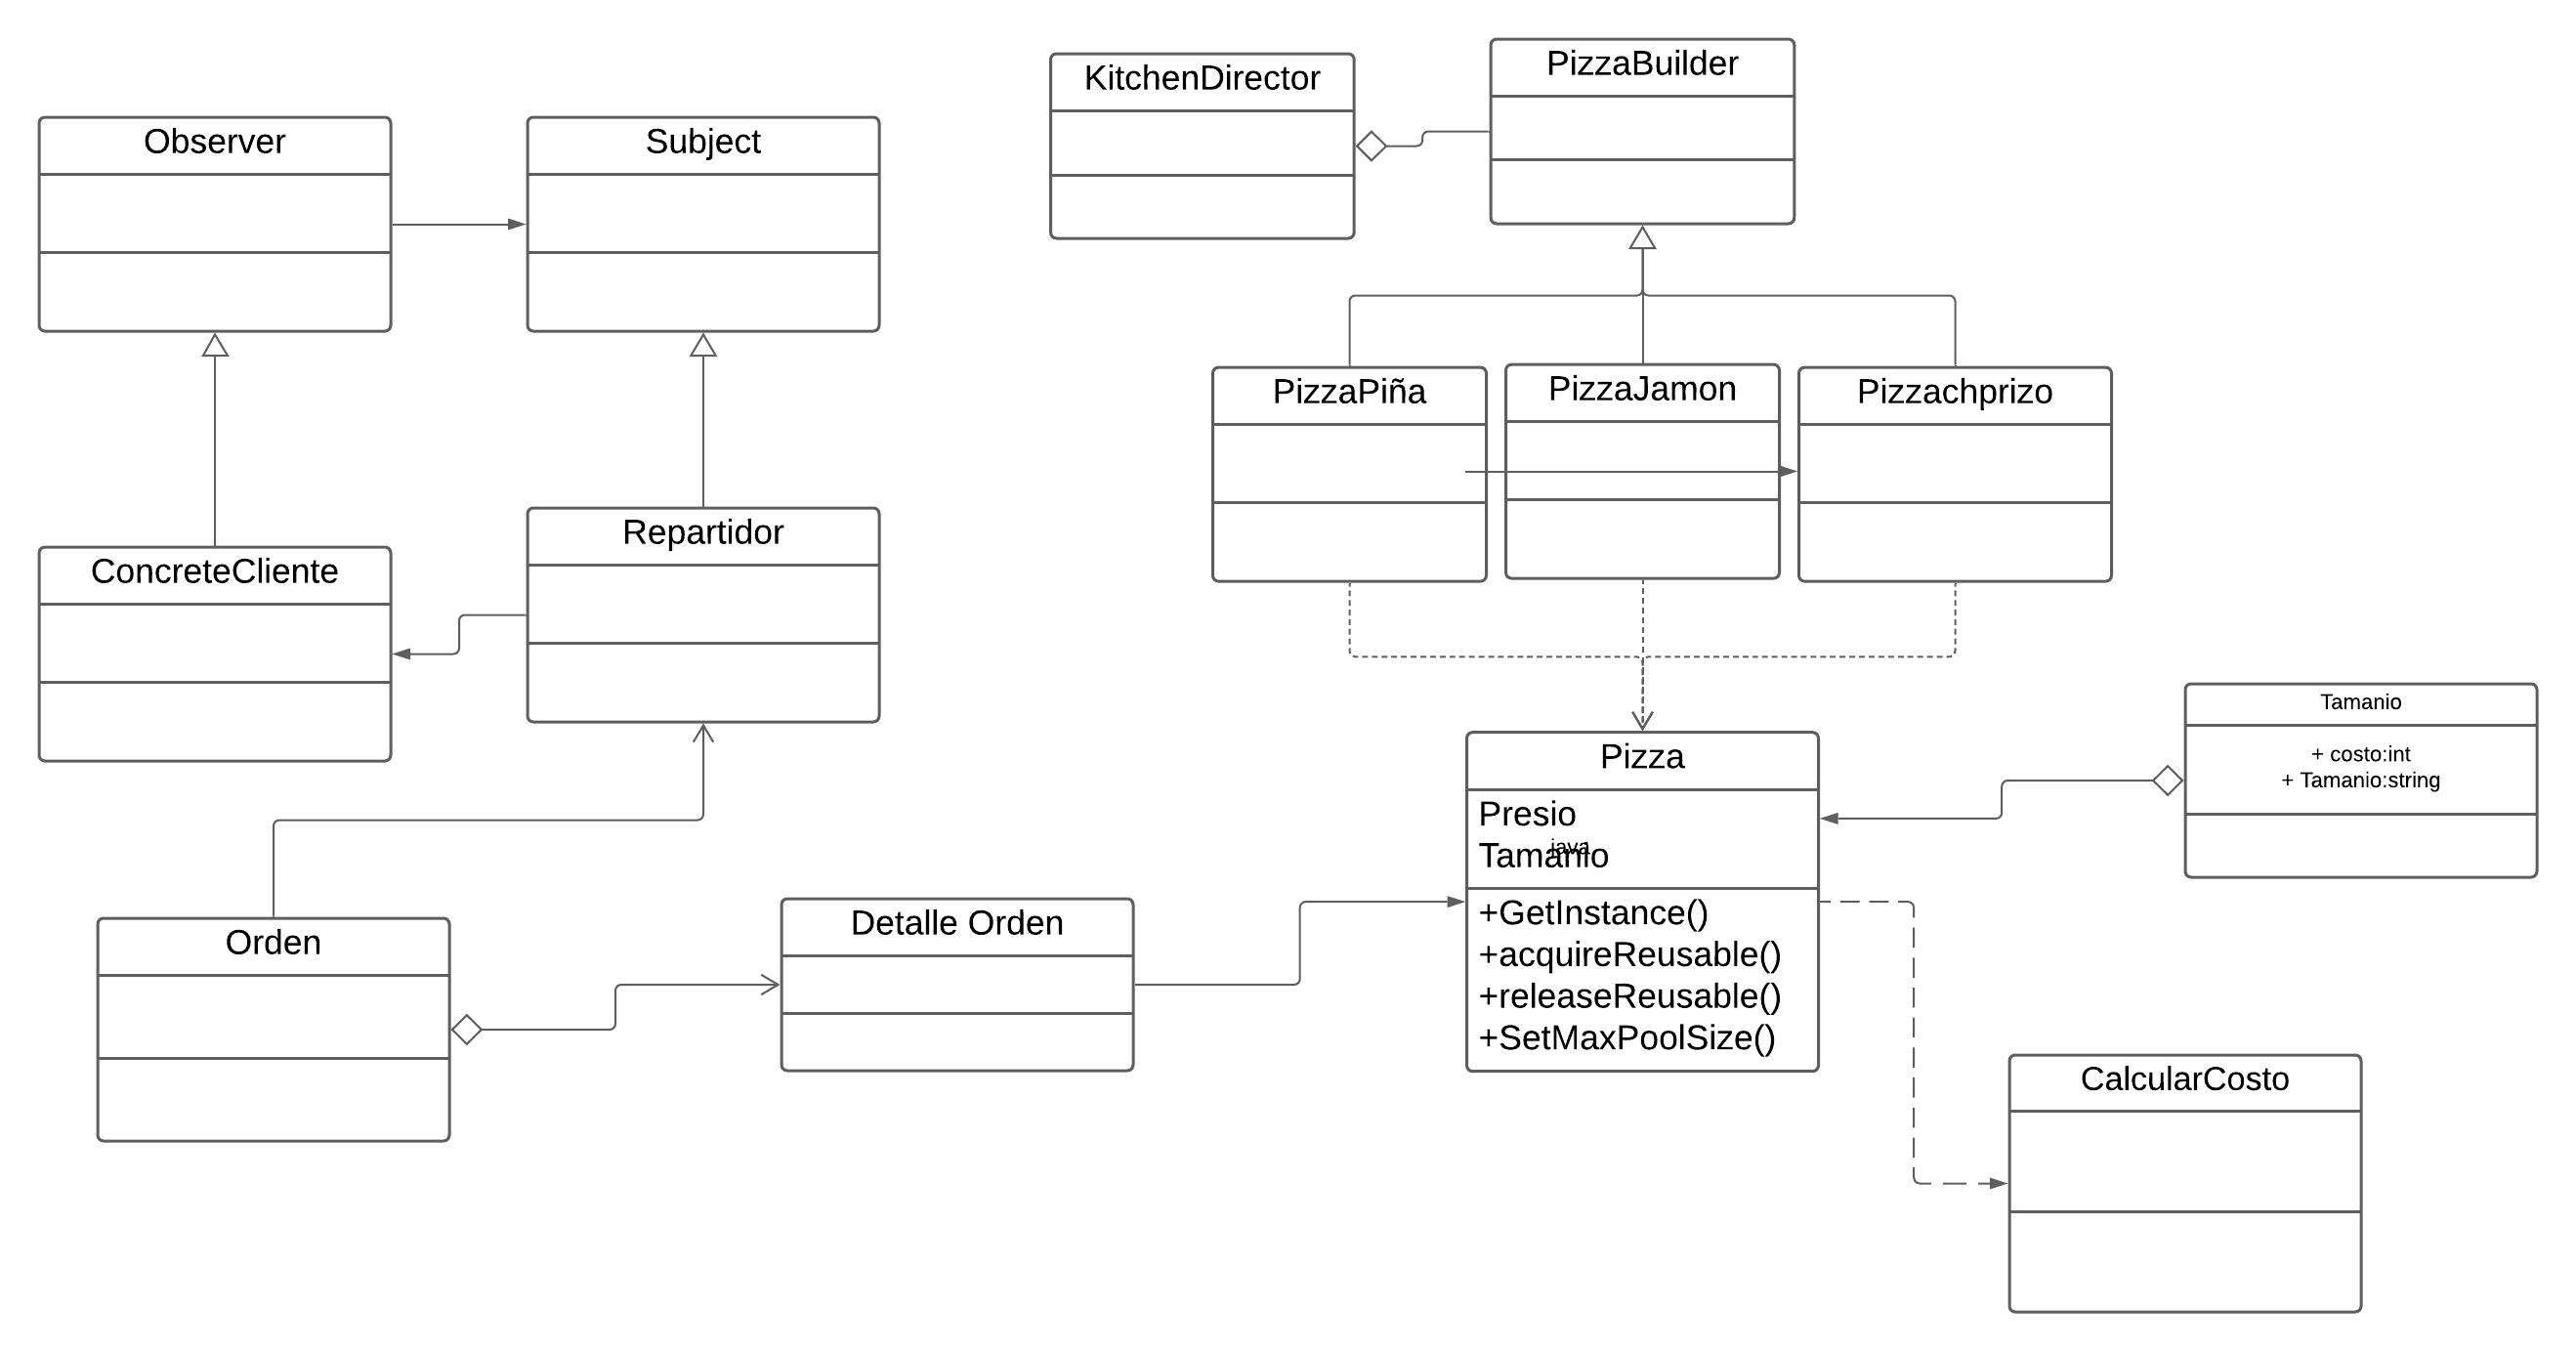 KitchenDirector
PizzaBuilder
Observer
Subject
PizzaPiña
PizzaJamon
Pizzachprizo
Repartidor
ConcreteCliente
Tamanio
+ costo:int
+ Tamanio:string
Pizza
Presio
java
Tamanio
+GetInstance()
+acquireReusable()
+releaseReusable()
+SetMaxPoolSize()
Detalle Orden
Orden
CalcularCosto